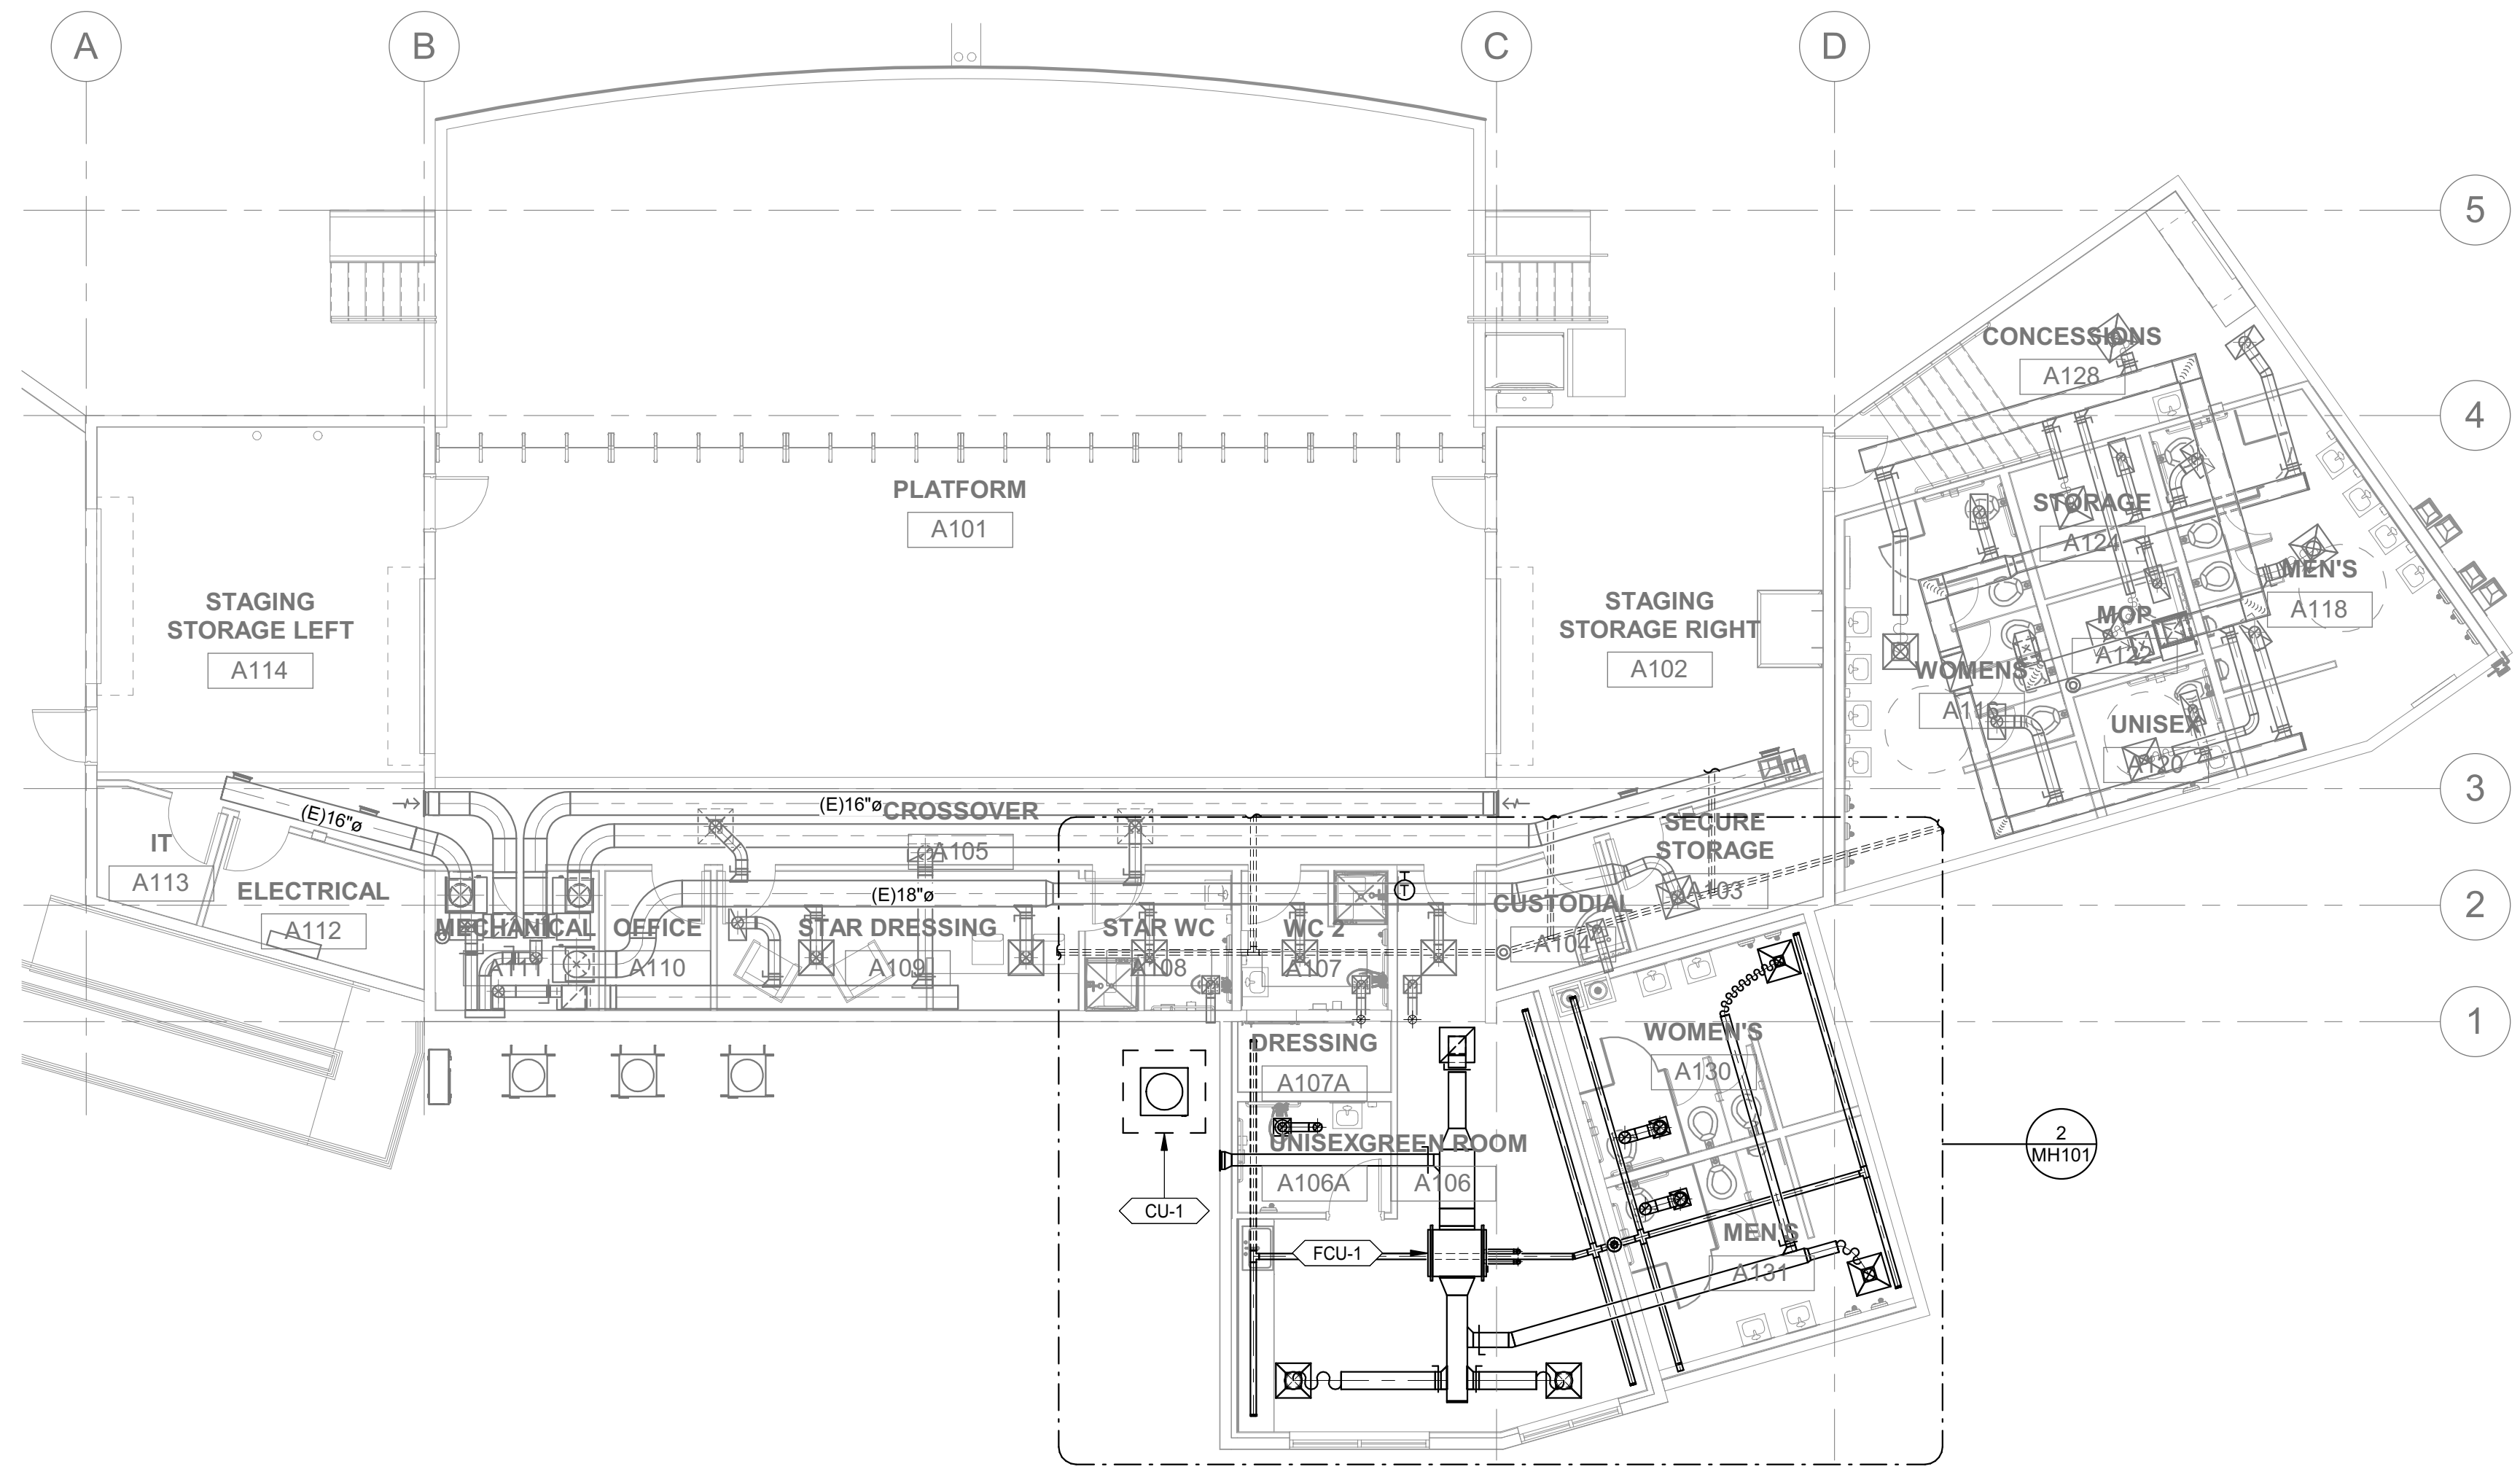 A
B
C
D
5
4
3
2
1
CONCESSIONS
A128
PLATFORM
A101
STORAGE
A124
MEN'S
A118
STAGING
STORAGE LEFT
A114
STAGING
STORAGE RIGHT
A102
MOP
A122
WOMENS
A116
UNISEX
A120
(E)16"ø
(E)16"ø
CROSSOVER
A105
SECURE
STORAGE
A103
IT
A113
ELECTRICAL
A112
(E)18"ø
T
MECHANICAL
A111
OFFICE
A110
STAR DRESSING
A109
STAR WC
A108
WC 2
A107
CUSTODIAL
A104
DRESSING
A107A
WOMEN'S
A130
UNISEX
A106A
GREEN ROOM
A106
2
MH101
CU-1
FCU-1
MEN'S
A131